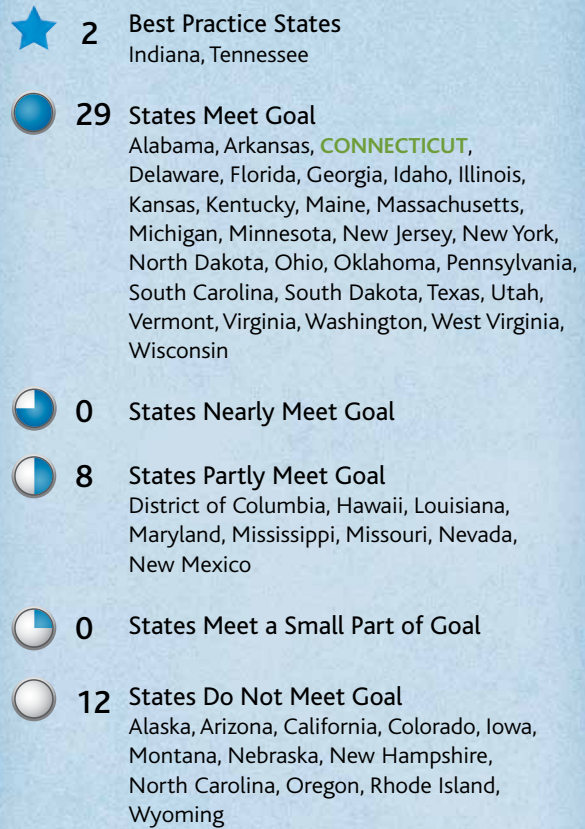 2 Best Practice States
Indiana, Tennessee
29 States Meet Goal
Alabama, Arkansas, CONNECTICUT,
Delaware, Florida, Georgia, Idaho, Illinois,
Kansas, Kentucky, Maine, Massachusetts,
Michigan, Minnesota, New Jersey, New York,
North Dakota, Ohio, Oklahoma, Pennsylvania,
South Carolina, South Dakota, Texas, Utah,
Vermont, Virginia, Washington, West Virginia,
Wisconsin
0 States Nearly Meet Goal
8 States Partly Meet Goal
District of Columbia, Hawaii, Louisiana,
Maryland, Mississippi, Missouri, Nevada,
New Mexico
0 States Meet a Small Part of Goal
12 States Do Not Meet Goal
Alaska, Arizona, California, Colorado, Iowa,
Montana, Nebraska, New Hampshire,
North Carolina, Oregon, Rhode Island,
Wyoming